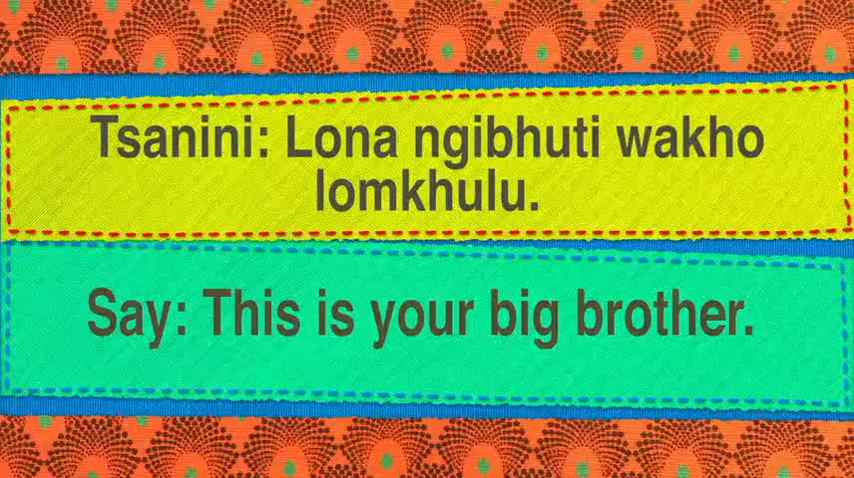 Tsanini: Lona ngibhuti wakho
lomkhulu.
Say: This is your big brother.